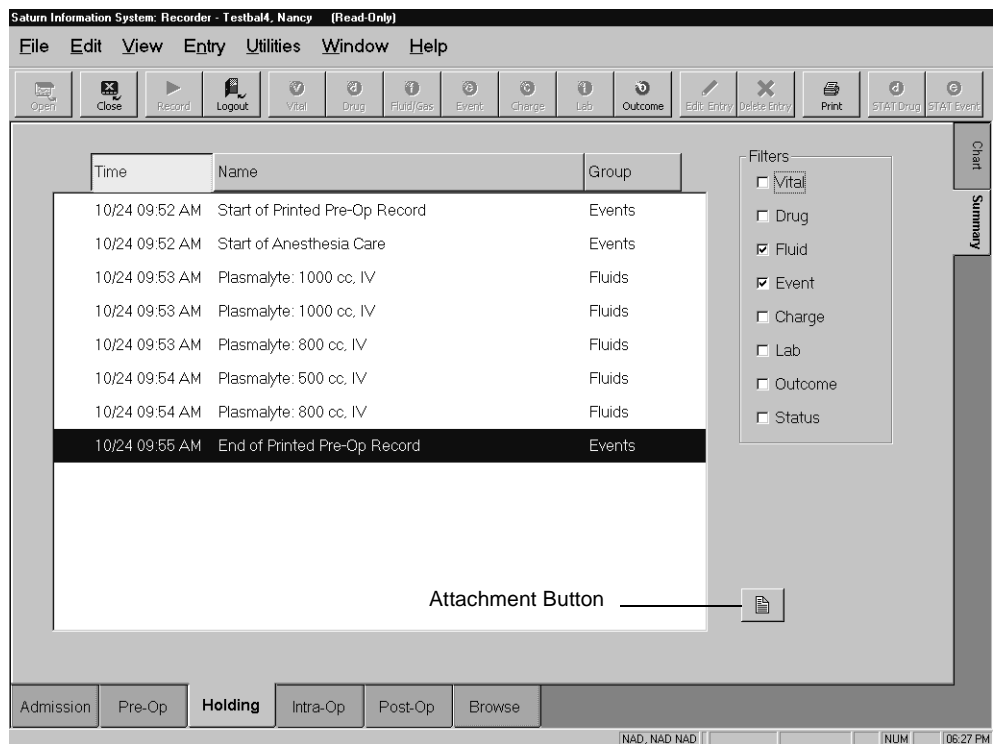 Saturn Information System: Recorder - Testbal4, Nancy (Read-Only)
File Edit View Entry Utilities Window Help
Open Close Record Logout Vital Drug Fluid/Gas Event Charge Lab Outcome Edit Entry Delete Entry Print STAT Drug STAT Event
Chart
Summary
Time Name Group
10/24 09:52 AM Start of Printed Pre-Op Record Events
10/24 09:52 AM Start of Anesthesia Care Events
10/24 09:53 AM Plasmalyte: 1000 cc, IV Fluids
10/24 09:53 AM Plasmalyte: 1000 cc, IV Fluids
10/24 09:53 AM Plasmalyte: 800 cc, IV Fluids
10/24 09:54 AM Plasmalyte: 500 cc, IV Fluids
10/24 09:54 AM Plasmalyte: 800 cc, IV Fluids
10/24 09:55 AM End of Printed Pre-Op Record Events
Filters
Vital
Drug
Fluid
Event
Charge
Lab
Outcome
Status
Attachment Button
Admission Pre-Op Holding Intra-Op Post-Op Browse
NAD, NAD NAD NUM 06:27 PM